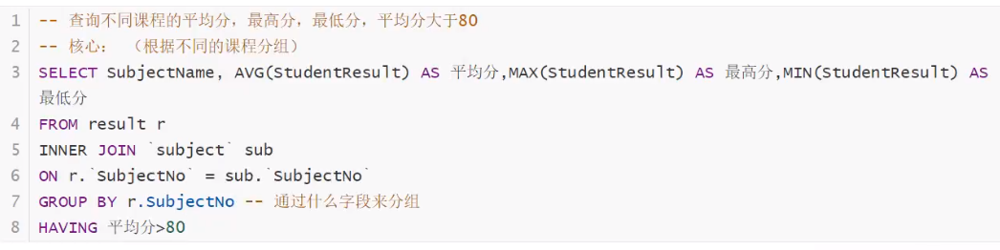 1 -- 查询不同课程的平均分，最高分，最低分，平均分大于80
2 -- 核心： （根据不同的课程分组）
3 SELECT SubjectName, AVG(StudentResult) AS 平均分,MAX(StudentResult) AS 最高分,MIN(StudentResult) AS
最低分
4 FROM result r
5 INNER JOIN `subject` sub
6 ON r.`SubjectNo` = sub.`SubjectNo`
7 GROUP BY r.SubjectNo -- 通过什么字段来分组
8 HAVING 平均分>80